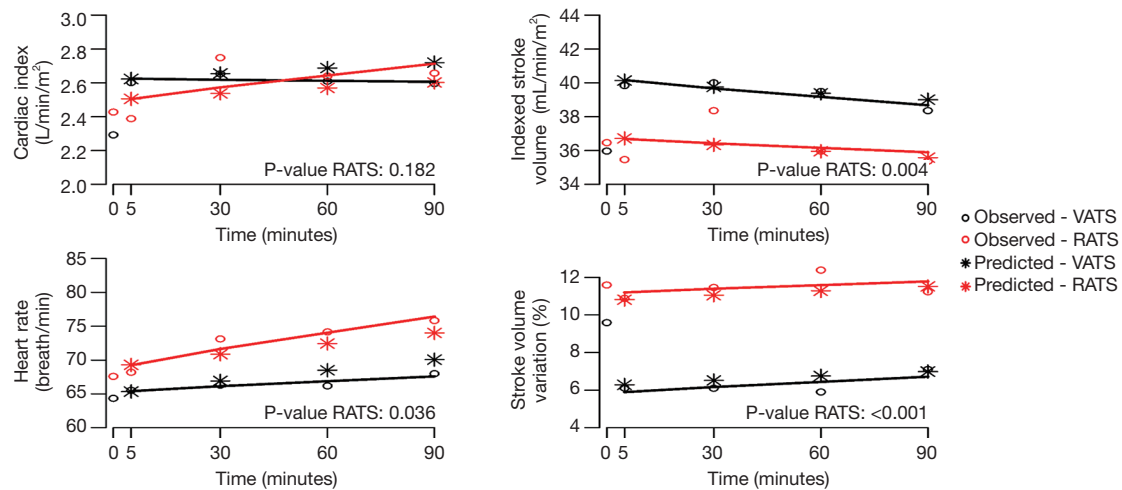 Cardiac index
(L/min/m²)
3.0
2.8
2.6
2.4
2.2
2.0
P-value RATS: 0.182
0 5 30 60 90
Time (minutes)
Indexed stroke
volume (mL/min/m²)
44
42
40
38
36
34
P-value RATS: 0.004
0 5 30 60 90
Time (minutes)
Heart rate
(breath/min)
85
80
75
70
65
60
P-value RATS: 0.036
0 5 30 60 90
Time (minutes)
Stroke volume
variation (%)
12
10
8
6
4
P-value RATS: <0.001
0 5 30 60 90
Time (minutes)
Observed - VATS
Observed - RATS
Predicted - VATS
Predicted - RATS